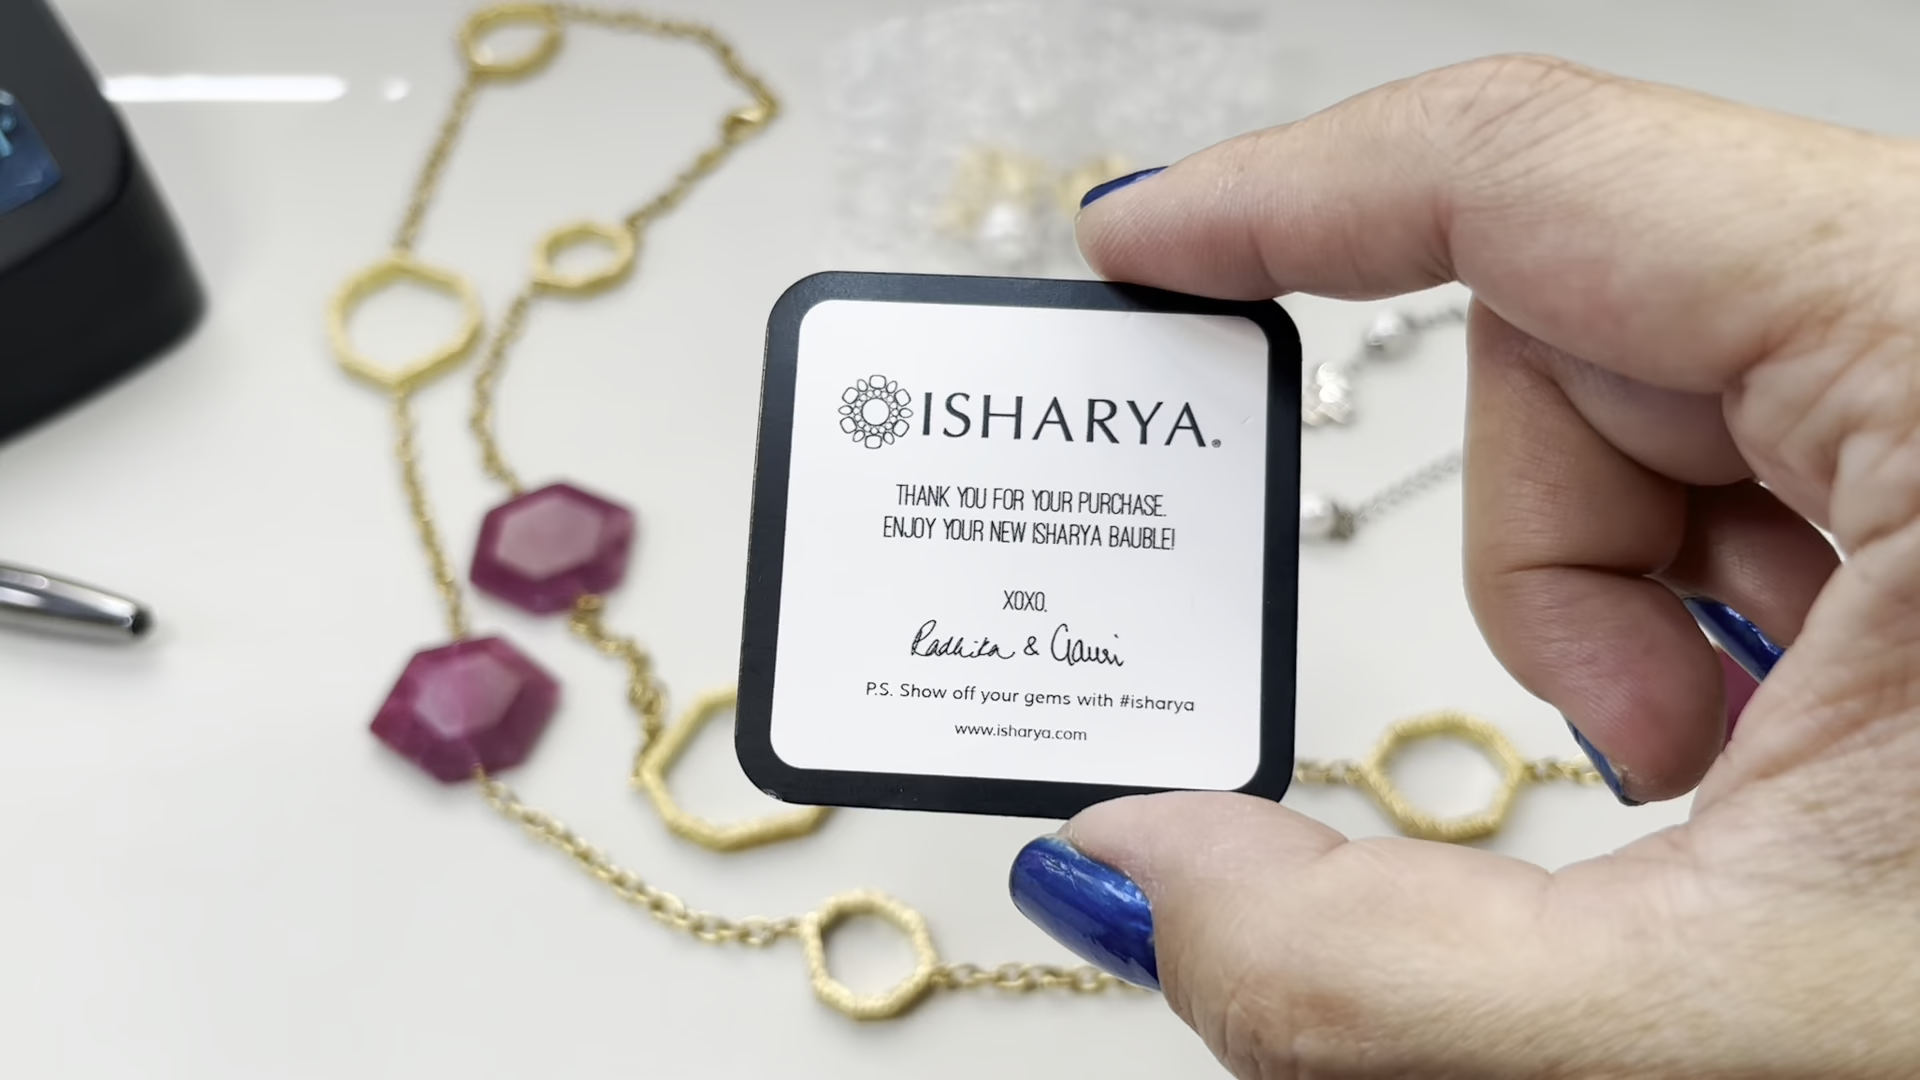 ISHARYA®
THANK YOU FOR YOUR PURCHASE.
ENJOY YOUR NEW ISHARYA BAUBLE!
XOXO,
Radhika & Gauri
P.S. Show off your gems with #isharya
www.isharya.com